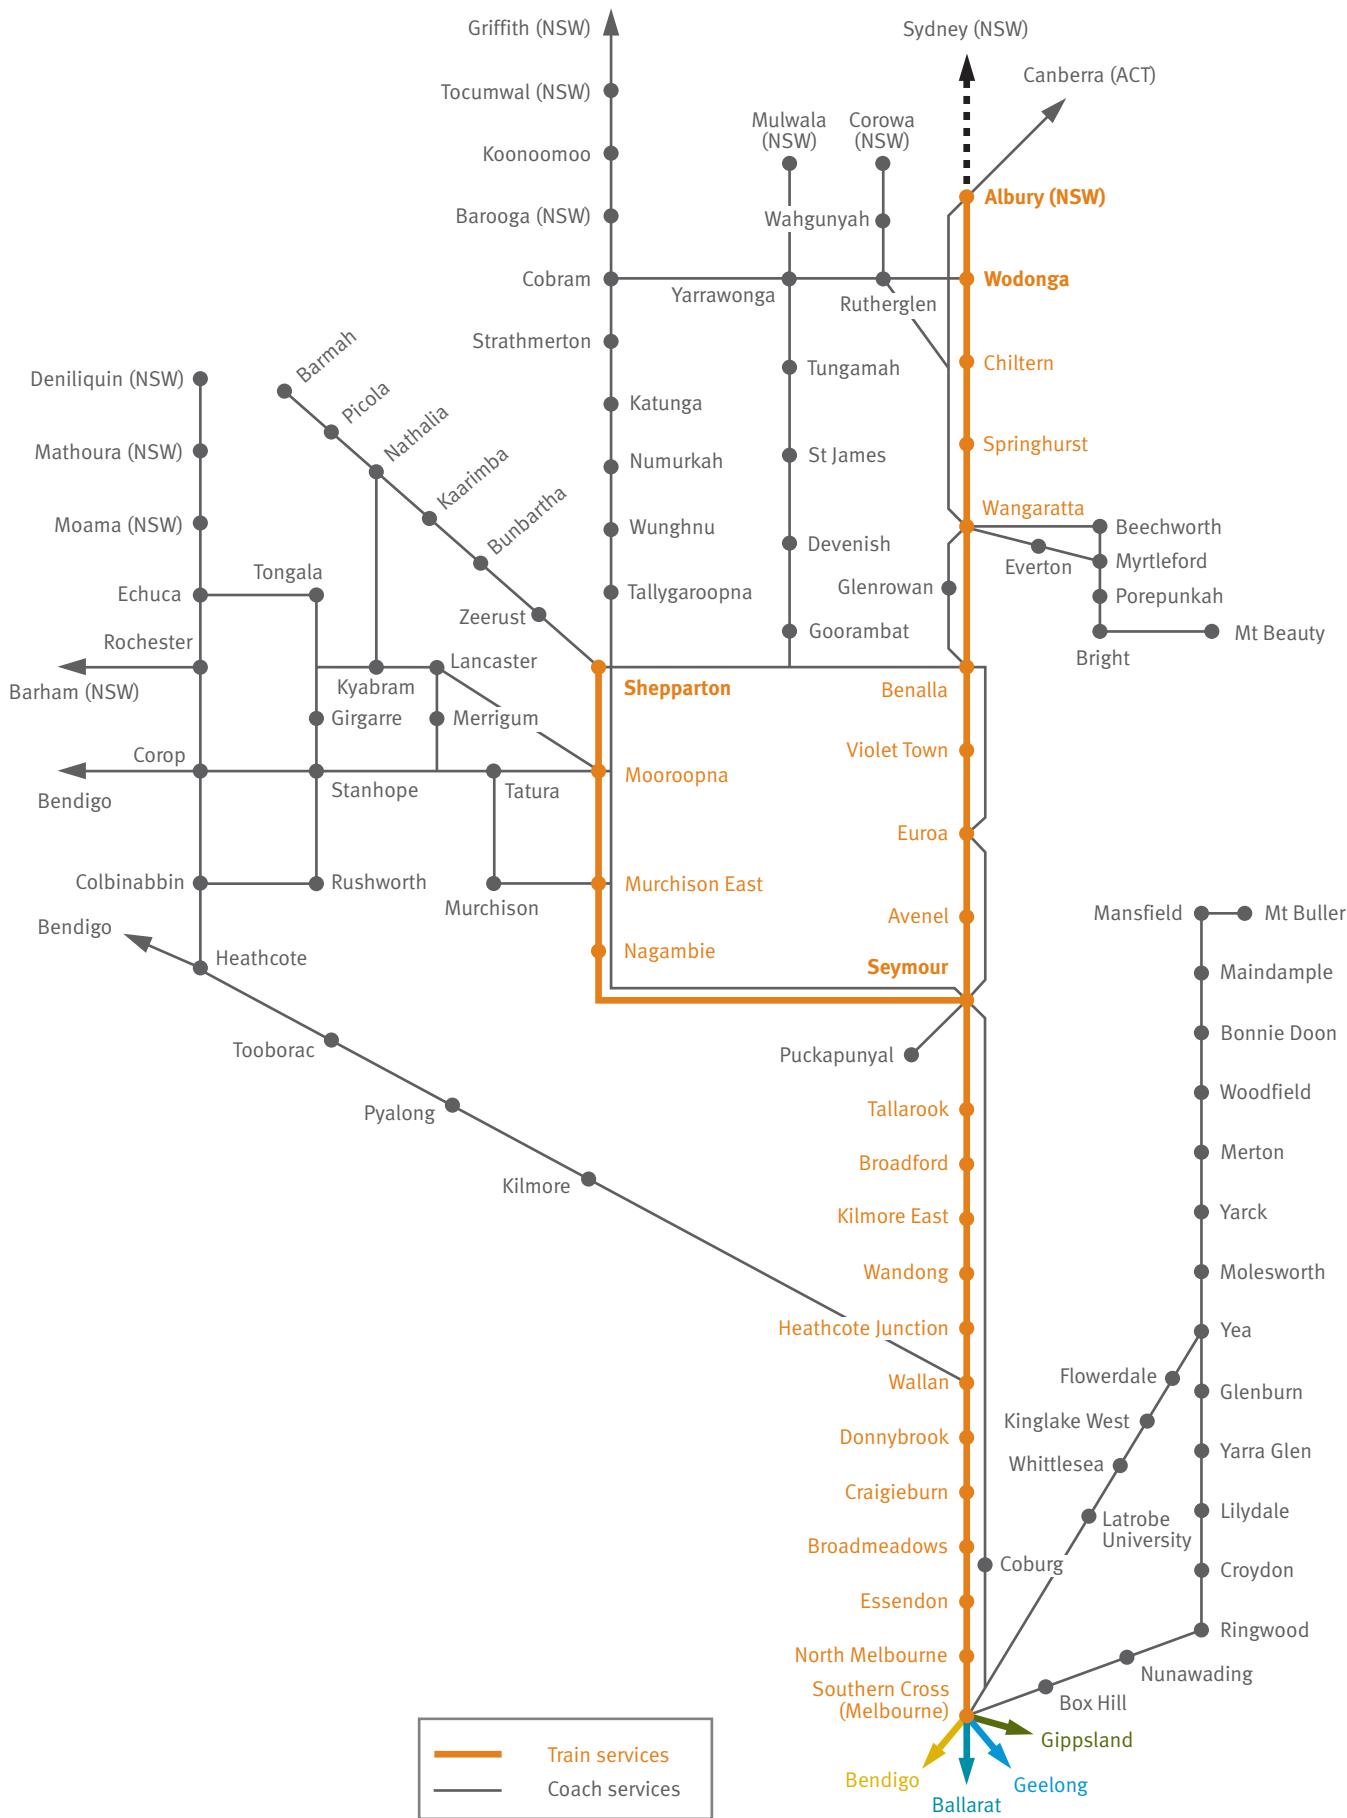 Griffith (NSW)
Sydney (NSW)
Canberra (ACT)
Tocumwal (NSW)
Mulwala
(NSW)
Corowa
(NSW)
Koonoomoo
Albury (NSW)
Barooga (NSW)
Wahgunyah
Cobram
Yarrawonga
Rutherglen
Wodonga
Strathmerton
Barmah
Chiltern
Tungamah
Deniliquin (NSW)
Picola
Katunga
Nathalia
Springhurst
Mathoura (NSW)
St James
Numurkah
Kaarimba
Wangaratta
Moama (NSW)
Bunbartha
Wunghnu
Devenish
Beechworth
Everton
Myrtleford
Tongala
Echuca
Zeerust
Tallygaroopna
Glenrowan
Porepunkah
Goorambat
Mt Beauty
Rochester
Bright
Lancaster
Barham (NSW)
Kyabram
Shepparton
Benalla
Girgarre
Merrigum
Violet Town
Corop
Mooroopna
Bendigo
Stanhope
Tatura
Euroa
Colbinabbin
Rushworth
Murchison East
Murchison
Avenel
Mansfield
Mt Buller
Bendigo
Heathcote
Nagambie
Seymour
Maindample
Tooborac
Puckapunyal
Bonnie Doon
Woodfield
Pyalong
Tallarook
Merton
Broadford
Kilmore
Kilmore East
Yarck
Wandong
Molesworth
Heathcote Junction
Yea
Wallan
Flowerdale
Glenburn
Kinglake West
Donnybrook
Yarra Glen
Whittlesea
Craigieburn
Latrobe
University
Lilydale
Broadmeadows
Coburg
Croydon
Essendon
Ringwood
North Melbourne
Nunawading
Southern Cross
(Melbourne)
Box Hill
Gippsland
Train services
Bendigo
Geelong
Coach services
Ballarat